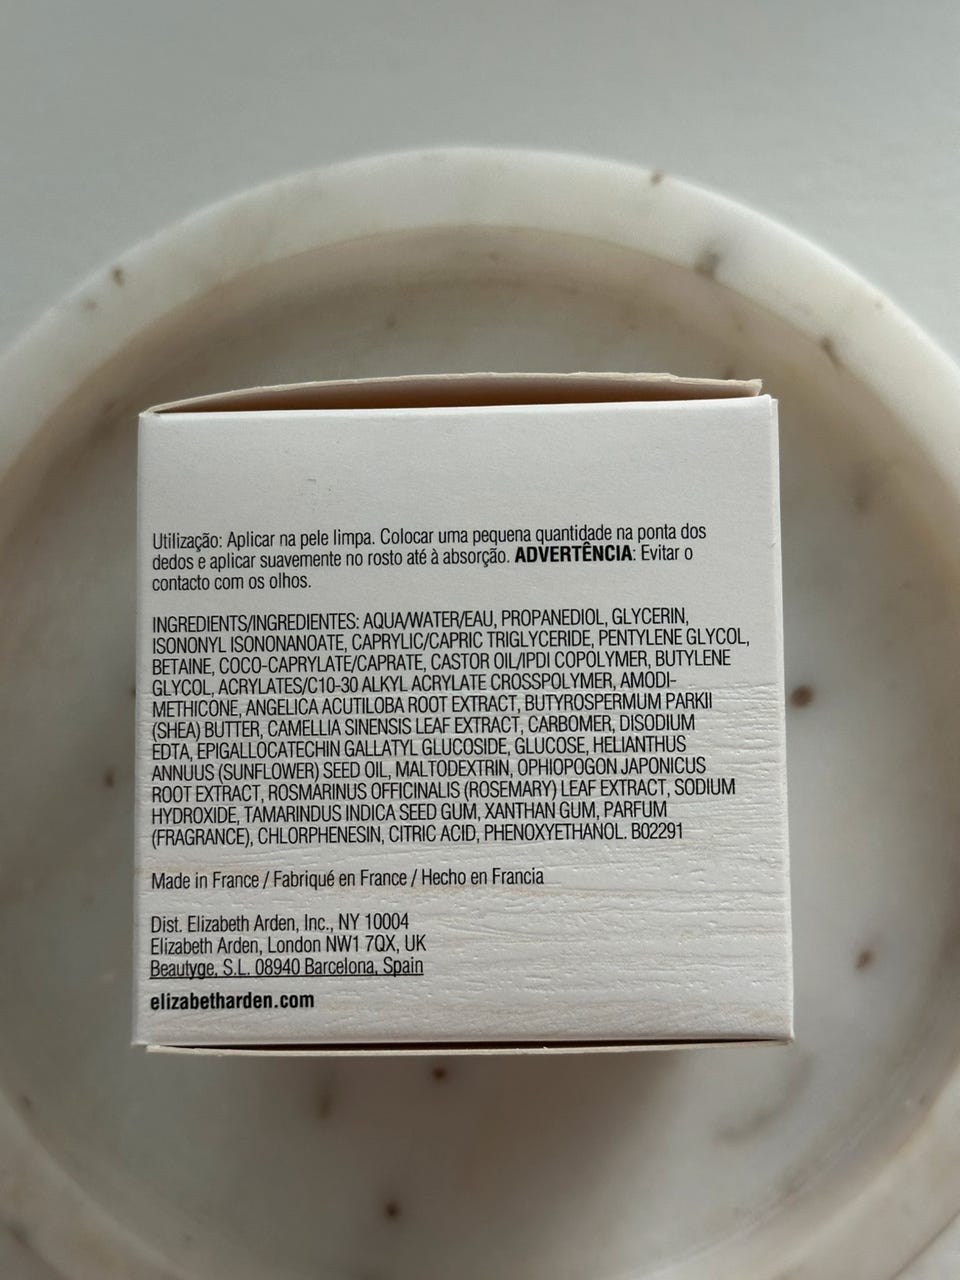 Utilização: Aplicar na pele limpa. Colocar uma pequena quantidade na ponta dos
dedos e aplicar suavemente no rosto até à absorção. ADVERTÊNCIA: Evitar o
contacto com os olhos.
INGREDIENTS/INGREDIENTES: AQUA/WATER/EAU, PROPANEDIOL, GLYCERIN,
ISONONYL ISONONANOATE, CAPRYLIC/CAPRIC TRIGLYCERIDE, PENTYLENE GLYCOL,
BETAINE, COCO-CAPRYLATE/CAPRATE, CASTOR OIL/IPDI COPOLYMER, BUTYLENE
GLYCOL, ACRYLATES/C10-30 ALKYL ACRYLATE CROSSPOLYMER, AMODI-
METHICONE, ANGELICA ACUTILOBA ROOT EXTRACT, BUTYROSPERMUM PARKII
(SHEA) BUTTER, CAMELLIA SINENSIS LEAF EXTRACT, CARBOMER, DISODIUM
EDTA, EPIGALLOCATECHIN GALLATYL GLUCOSIDE, GLUCOSE, HELIANTHUS
ANNUUS (SUNFLOWER) SEED OIL, MALTODEXTRIN, OPHIOPOGON JAPONICUS
ROOT EXTRACT, ROSMARINUS OFFICINALIS (ROSEMARY) LEAF EXTRACT, SODIUM
HYDROXIDE, TAMARINDUS INDICA SEED GUM, XANTHAN GUM, PARFUM
(FRAGRANCE), CHLORPHENESIN, CITRIC ACID, PHENOXYETHANOL. B02291
Made in France / Fabriqué en France / Hecho en Francia
Dist. Elizabeth Arden, Inc., NY 10004
Elizabeth Arden, London NW1 7QX, UK
Beautyge, S.L. 08940 Barcelona, Spain
elizabetharden.com